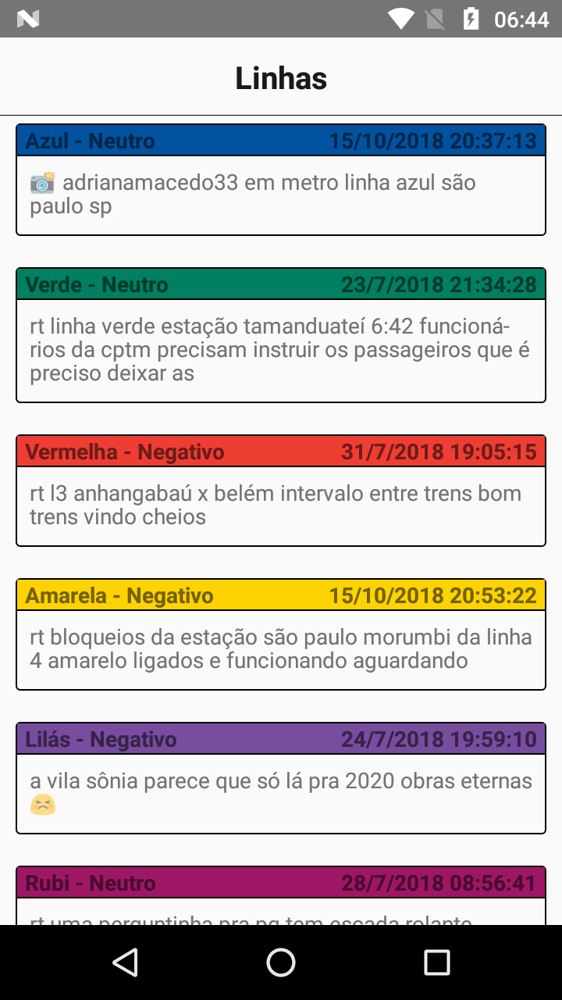 06:44
Linhas
Azul - Neutro 15/10/2018 20:37:13
📸 adrianamacedo33 em metro linha azul são
paulo sp
Verde - Neutro 23/7/2018 21:34:28
rt linha verde estação tamanduateí 6:42 funcioná-
rios da cptm precisam instruir os passageiros que é
preciso deixar as
Vermelha - Negativo 31/7/2018 19:05:15
rt l3 anhangabaú x belém intervalo entre trens bom
trens vindo cheios
Amarela - Negativo 15/10/2018 20:53:22
rt bloqueios da estação são paulo morumbi da linha
4 amarelo ligados e funcionando aguardando
Lilás - Negativo 24/7/2018 19:59:10
a vila sônia parece que só lá pra 2020 obras eternas
😣
Rubi - Neutro 28/7/2018 08:56:41
rt uma perguntinha pra pq tem escada rolante